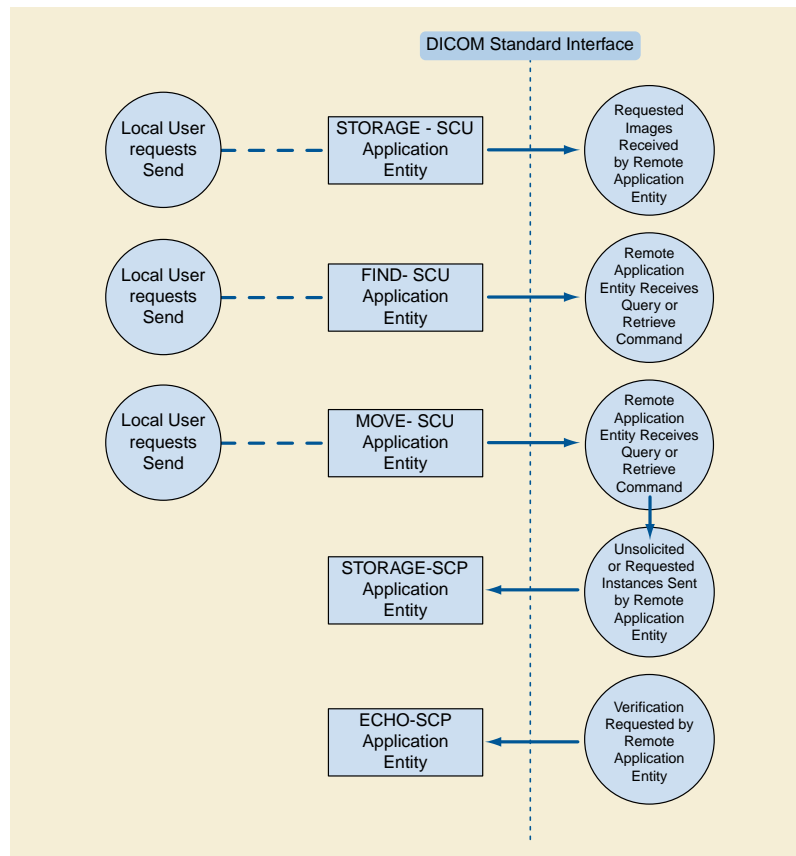 DICOM Standard Interface
Local User
requests
Send
STORAGE - SCU
Application
Entity
Requested
Images
Received
by Remote
Application
Entity
Local User
requests
Send
FIND- SCU
Application
Entity
Remote
Application
Entity Receives
Query or
Retrieve
Command
Local User
requests
Send
MOVE- SCU
Application
Entity
Remote
Application
Entity Receives
Query or
Retrieve
Command
STORAGE-SCP
Application
Entity
Unsolicited
or Requested
Instances Sent
by Remote
Application
Entity
ECHO-SCP
Application
Entity
Verification
Requested by
Remote
Application
Entity